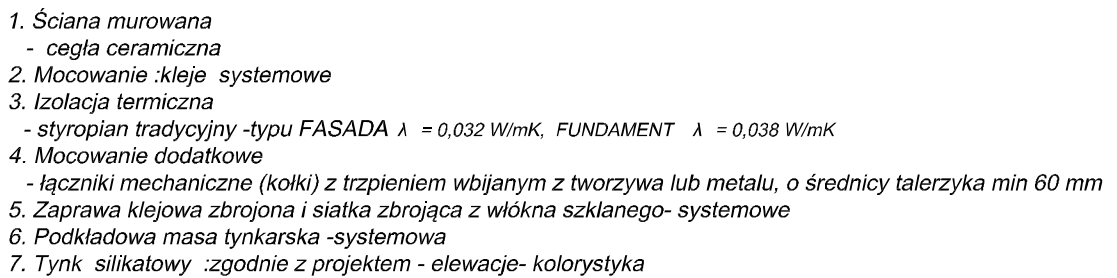 1. Ściana murowana
- cegła ceramiczna
2. Mocowanie :kleje systemowe
3. Izolacja termiczna
- styropian tradycyjny -typu FASADA λ = 0,032 W/mK, FUNDAMENT λ = 0,038 W/mK
4. Mocowanie dodatkowe
- łączniki mechaniczne (kołki) z trzpieniem wbijanym z tworzywa lub metalu, o średnicy talerzyka min 60 mm
5. Zaprawa klejowa zbrojona i siatka zbrojąca z włókna szklanego- systemowe
6. Podkładowa masa tynkarska -systemowa
7. Tynk silikatowy :zgodnie z projektem - elewacje- kolorystyka